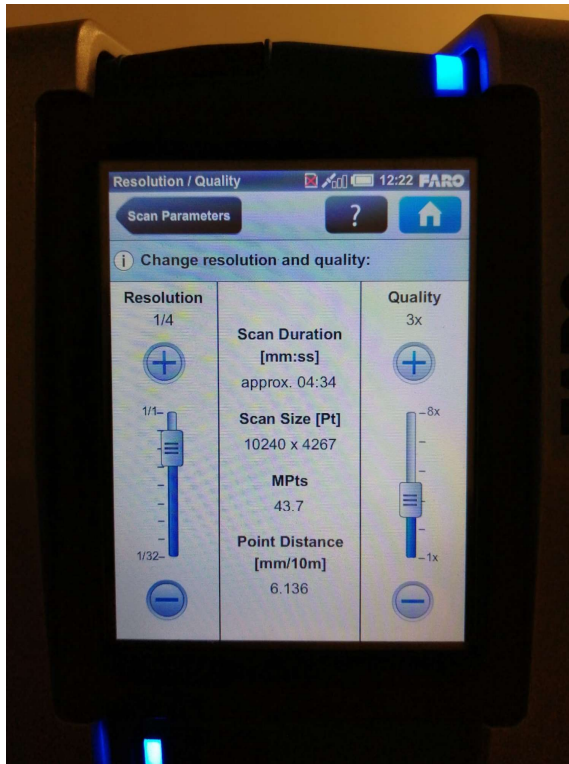 Resolution / Quality 12:22 FARO
Scan Parameters ?
i Change resolution and quality:
Resolution
1/4
1/1
1/32
Scan Duration
[mm:ss]
approx. 04:34
Scan Size [Pt]
10240 x 4267
MPts
43.7
Point Distance
[mm/10m]
6.136
Quality
3x
8x
1x